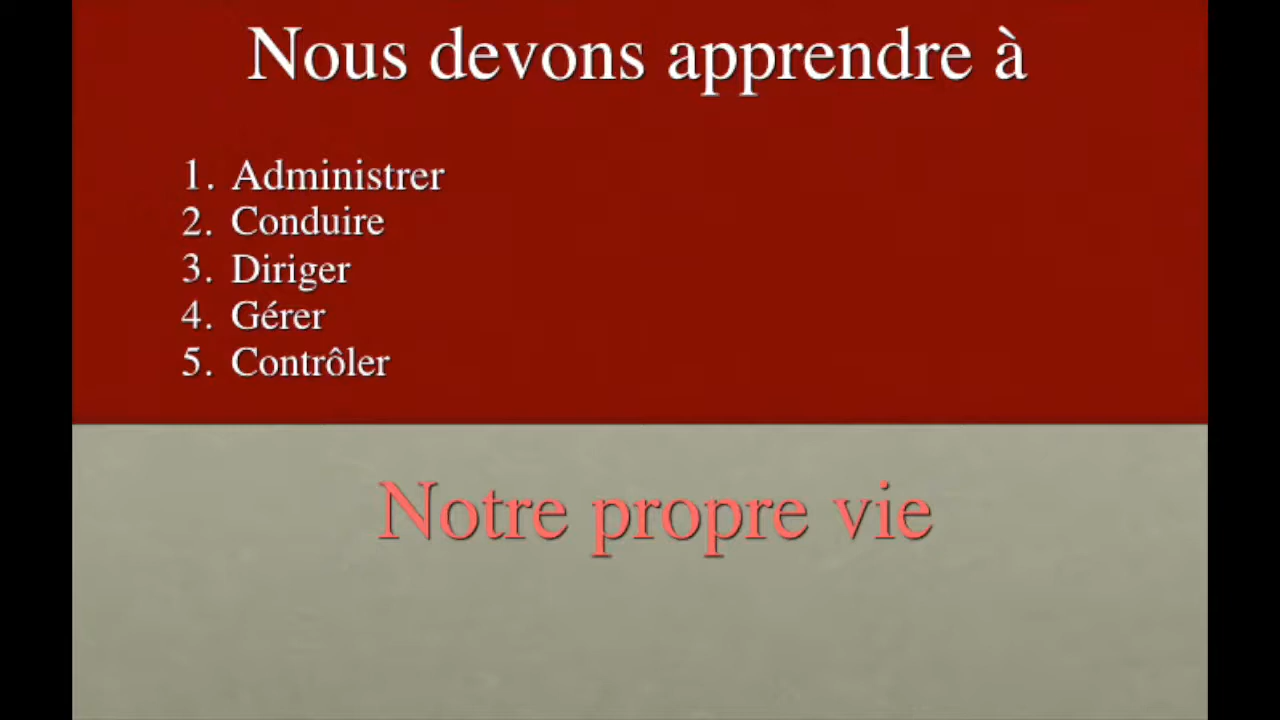 Nous devons apprendre à
1. Administrer
2. Conduire
3. Diriger
4. Gérer
5. Contrôler
Notre propre vie